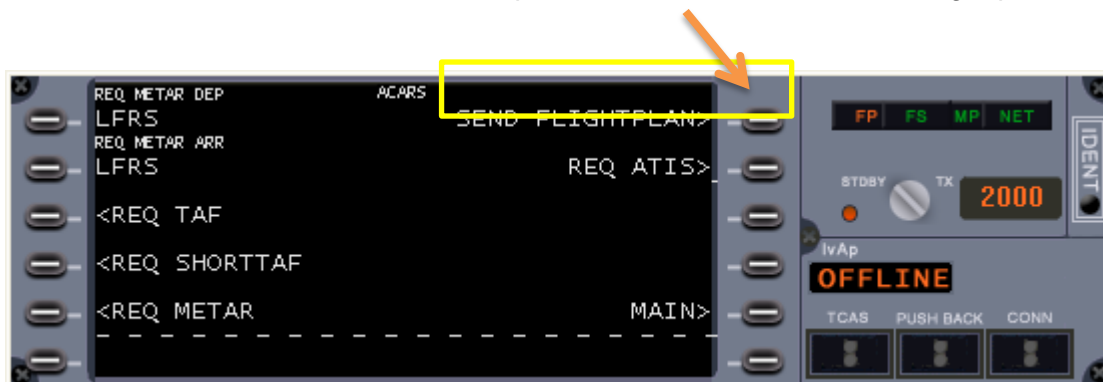 REQ METAR DEP ACARS
LFRS SEND FLIGHTPLAN>
REQ METAR ARR
LFRS REQ ATIS>
<REQ TAF
<REQ SHORTTAF
<REQ METAR MAIN>
FP FS MP NET
IDENT
STDBY TX 2000
IvAp
OFFLINE
TCAS PUSH BACK CONN